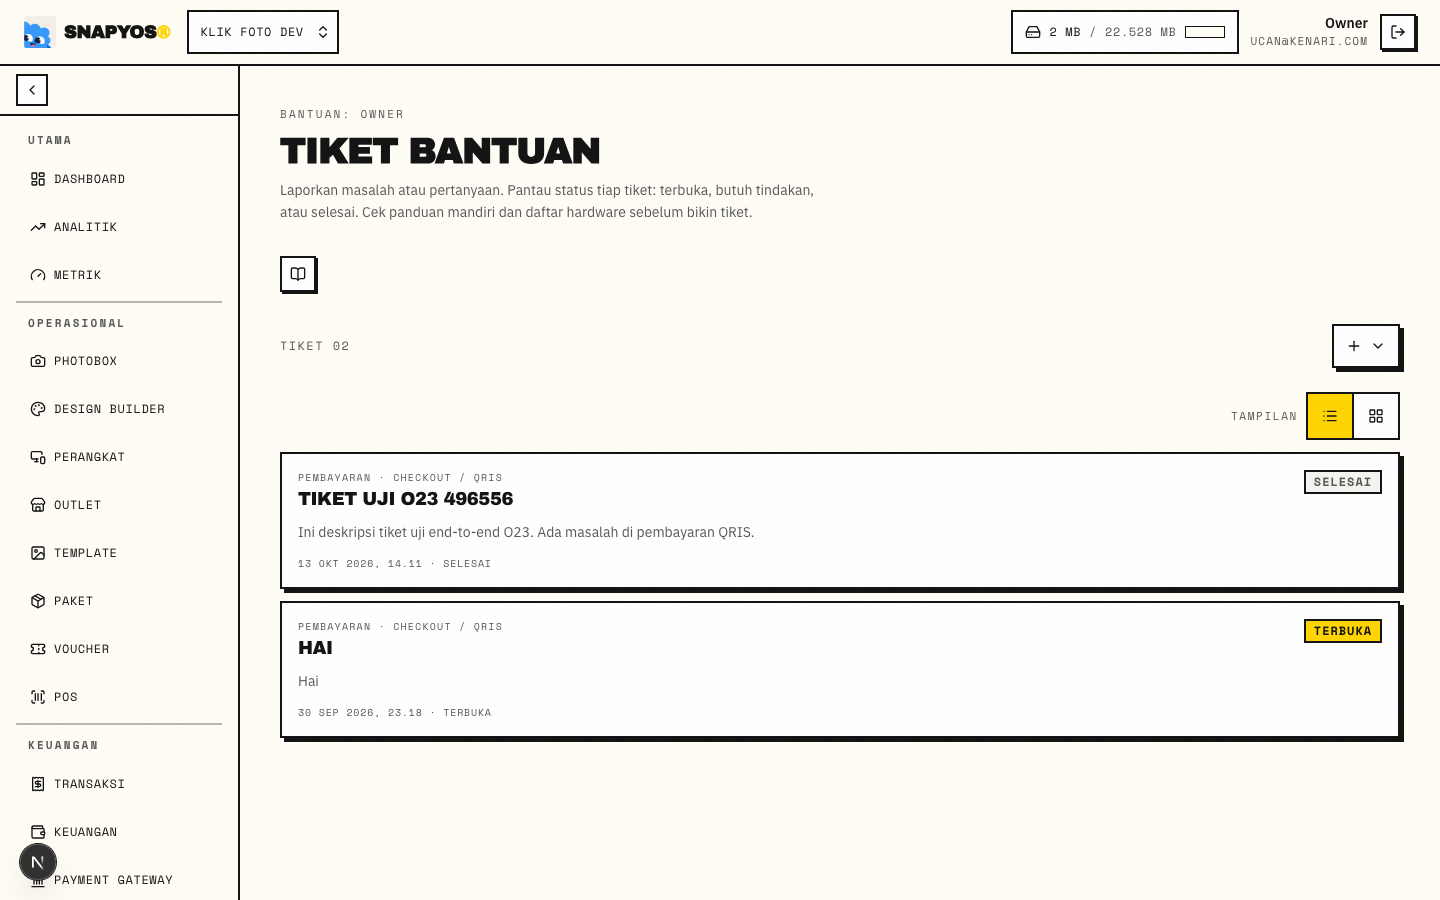 SNAPYOS®
KLIK FOTO DEV
2 MB / 22.528 MB
Owner
UCAN@KENARI.COM
UTAMA
DASHBOARD
ANALITIK
METRIK
OPERASIONAL
PHOTOBOX
DESIGN BUILDER
PERANGKAT
OUTLET
TEMPLATE
PAKET
VOUCHER
POS
KEUANGAN
TRANSAKSI
KEUANGAN
PAYMENT GATEWAY
N
BANTUAN: OWNER
TIKET BANTUAN
Laporkan masalah atau pertanyaan. Pantau status tiap tiket: terbuka, butuh tindakan,
atau selesai. Cek panduan mandiri dan daftar hardware sebelum bikin tiket.
TIKET 02
TAMPILAN
PEMBAYARAN · CHECKOUT / QRIS
SELESAI
TIKET UJI O23 496556
Ini deskripsi tiket uji end-to-end O23. Ada masalah di pembayaran QRIS.
13 OKT 2026, 14.11 · SELESAI
PEMBAYARAN · CHECKOUT / QRIS
TERBUKA
HAI
Hai
30 SEP 2026, 23.18 · TERBUKA